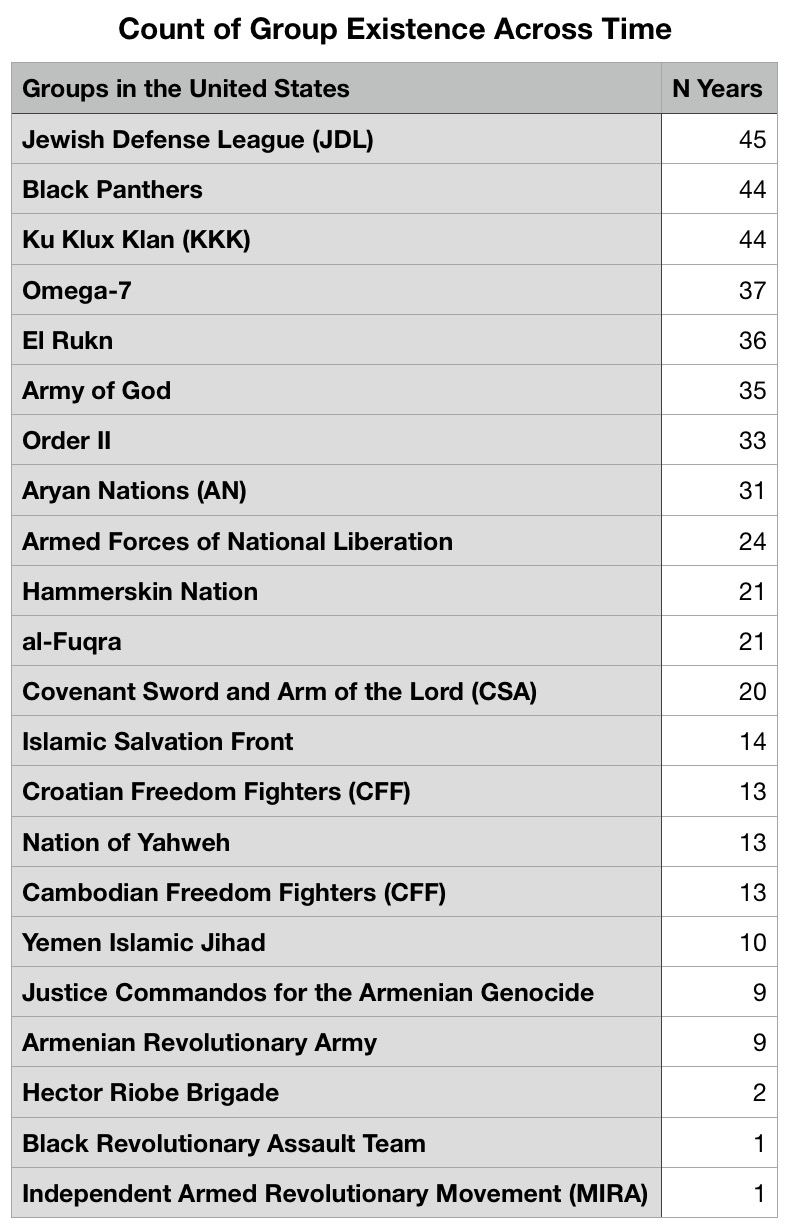 Count of Group Existence Across Time
Groups in the United States N Years
Jewish Defense League (JDL) 45
Black Panthers 44
Ku Klux Klan (KKK) 44
Omega-7 37
El Rukn 36
Army of God 35
Order II 33
Aryan Nations (AN) 31
Armed Forces of National Liberation 24
Hammerskin Nation 21
al-Fuqra 21
Covenant Sword and Arm of the Lord (CSA) 20
Islamic Salvation Front 14
Croatian Freedom Fighters (CFF) 13
Nation of Yahweh 13
Cambodian Freedom Fighters (CFF) 13
Yemen Islamic Jihad 10
Justice Commandos for the Armenian Genocide 9
Armenian Revolutionary Army 9
Hector Riobe Brigade 2
Black Revolutionary Assault Team 1
Independent Armed Revolutionary Movement (MIRA) 1